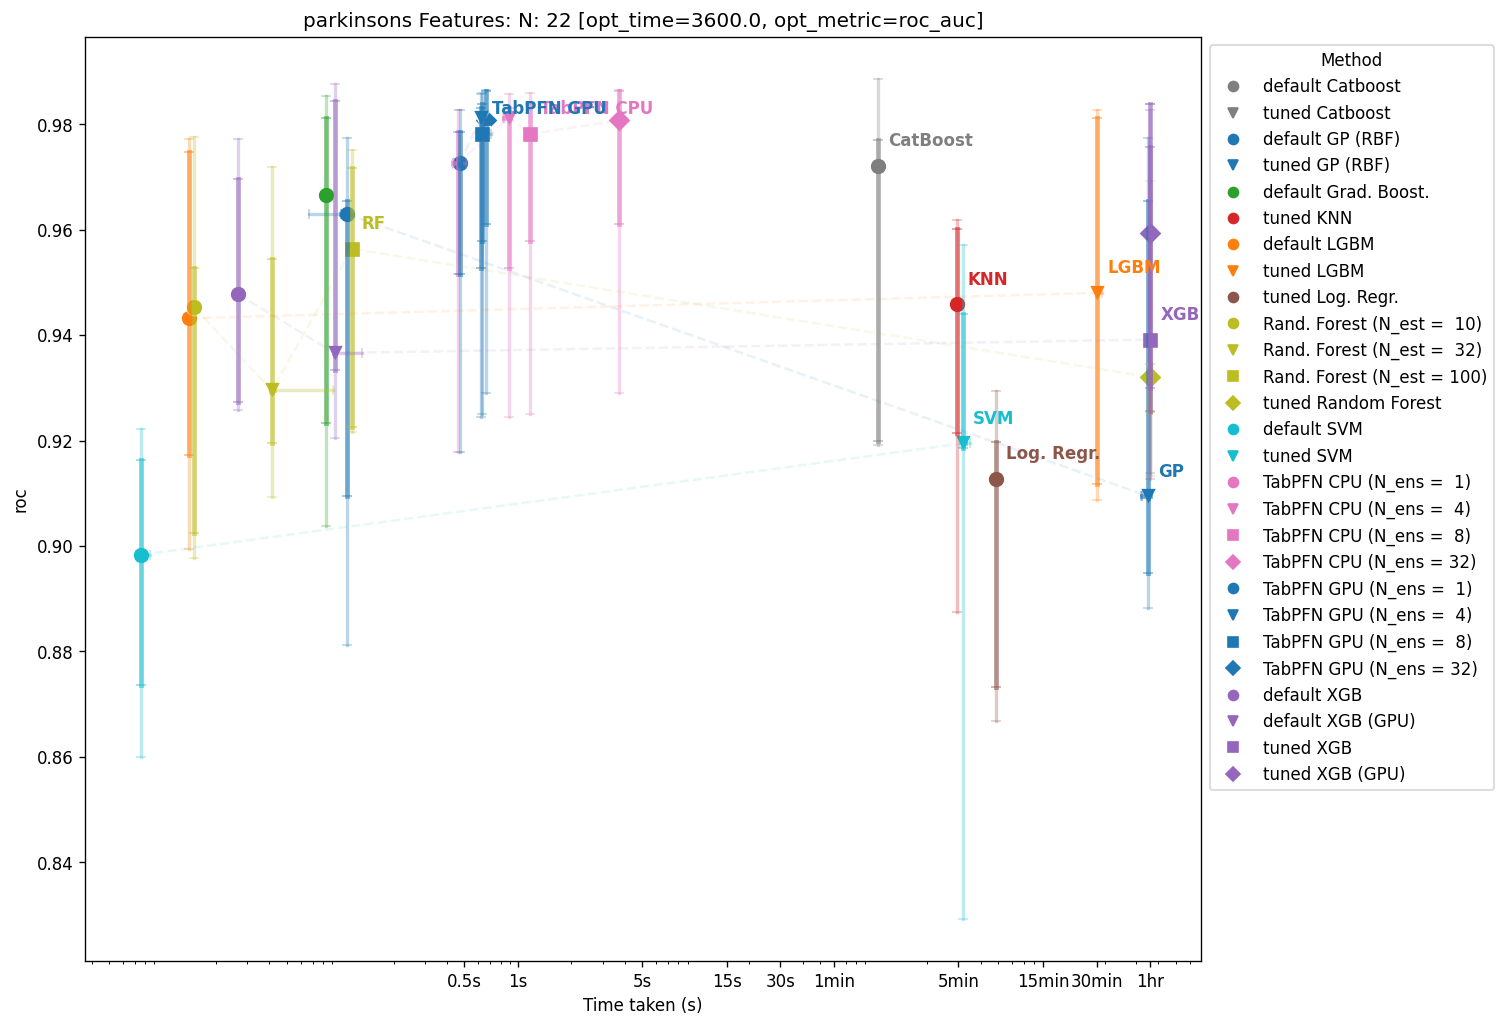 parkinsons Features: N: 22 [opt_time=3600.0, opt_metric=roc_auc]
roc
0.98
0.96
0.94
0.92
0.90
0.88
0.86
0.84
TabPFN GPU
TabPFN CPU
CatBoost
RF
KNN
LGBM
XGB
SVM
Log. Regr.
GP
0.5s
1s
5s
15s
30s
1min
5min
15min
30min
1hr
Time taken (s)
Method
default Catboost
tuned Catboost
default GP (RBF)
tuned GP (RBF)
default Grad. Boost.
tuned KNN
default LGBM
tuned LGBM
tuned Log. Regr.
Rand. Forest (N_est =  10)
Rand. Forest (N_est =  32)
Rand. Forest (N_est = 100)
tuned Random Forest
default SVM
tuned SVM
TabPFN CPU (N_ens =  1)
TabPFN CPU (N_ens =  4)
TabPFN CPU (N_ens =  8)
TabPFN CPU (N_ens = 32)
TabPFN GPU (N_ens =  1)
TabPFN GPU (N_ens =  4)
TabPFN GPU (N_ens =  8)
TabPFN GPU (N_ens = 32)
default XGB
default XGB (GPU)
tuned XGB
tuned XGB (GPU)